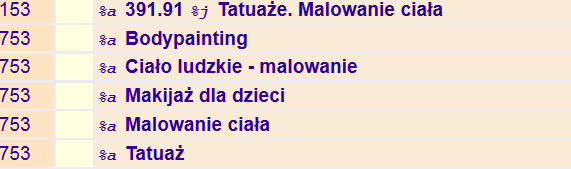 153 %a 391.91 %j Tatuaże. Malowanie ciała
753 %a Bodypainting
753 %a Ciało ludzkie - malowanie
753 %a Makijaż dla dzieci
753 %a Malowanie ciała
753 %a Tatuaż